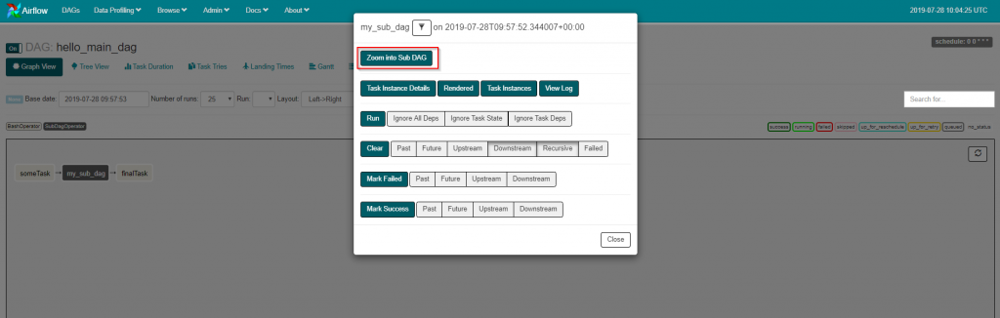 Airflow DAGs Data Profiling Browse Admin Docs About 2019-07-28 10:04:25 UTC
my_sub_dag on 2019-07-28T09:57:52.344007+00:00
On DAG: hello_main_dag schedule: 0 0 * * *
Zoom into Sub DAG
Graph View Tree View Task Duration Task Tries Landing Times Gantt
Task Instance Details Rendered Task Instances View Log
Base date: 2019-07-28 09:57:53 Number of runs: 25 Run: Layout: Left->Right Search for...
Run Ignore All Deps Ignore Task State Ignore Task Deps
BashOperator SubDagOperator success running failed skipped up_for_reschedule up_for_retry queued no_status
Clear Past Future Upstream Downstream Recursive Failed
someTask my_sub_dag finalTask
Mark Failed Past Future Upstream Downstream
Mark Success Past Future Upstream Downstream
Close